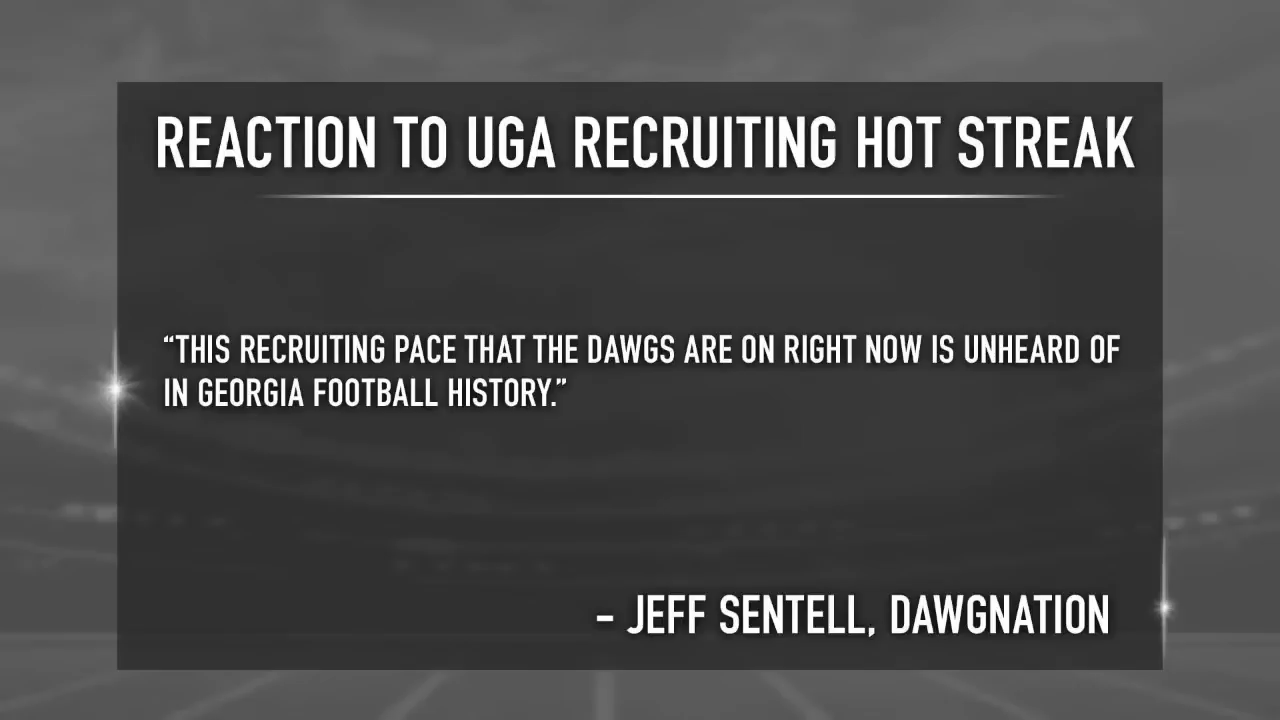 REACTION TO UGA RECRUITING HOT STREAK
“THIS RECRUITING PACE THAT THE DAWGS ARE ON RIGHT NOW IS UNHEARD OF
IN GEORGIA FOOTBALL HISTORY.”
– JEFF SENTELL, DAWGNATION